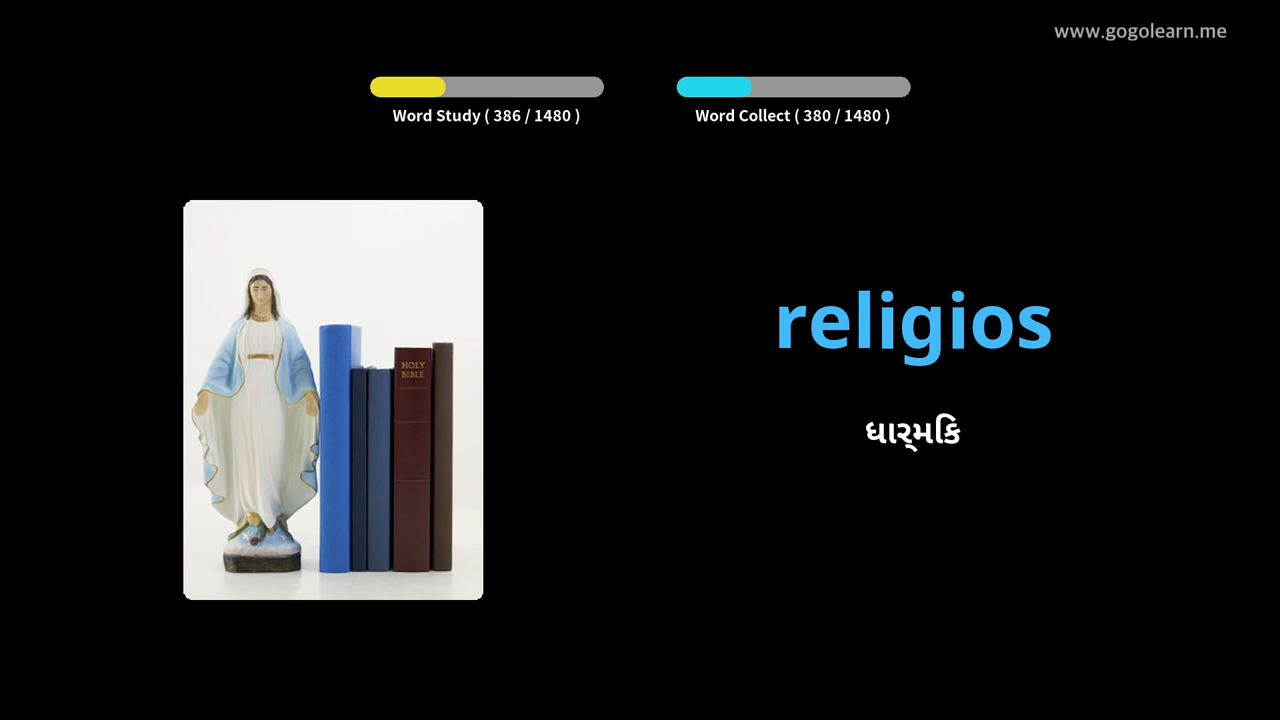 www.gogolearn.me
Word Study ( 386 / 1480 )
Word Collect ( 380 / 1480 )
HOLY
BIBLE
religios
ધાર્મિક